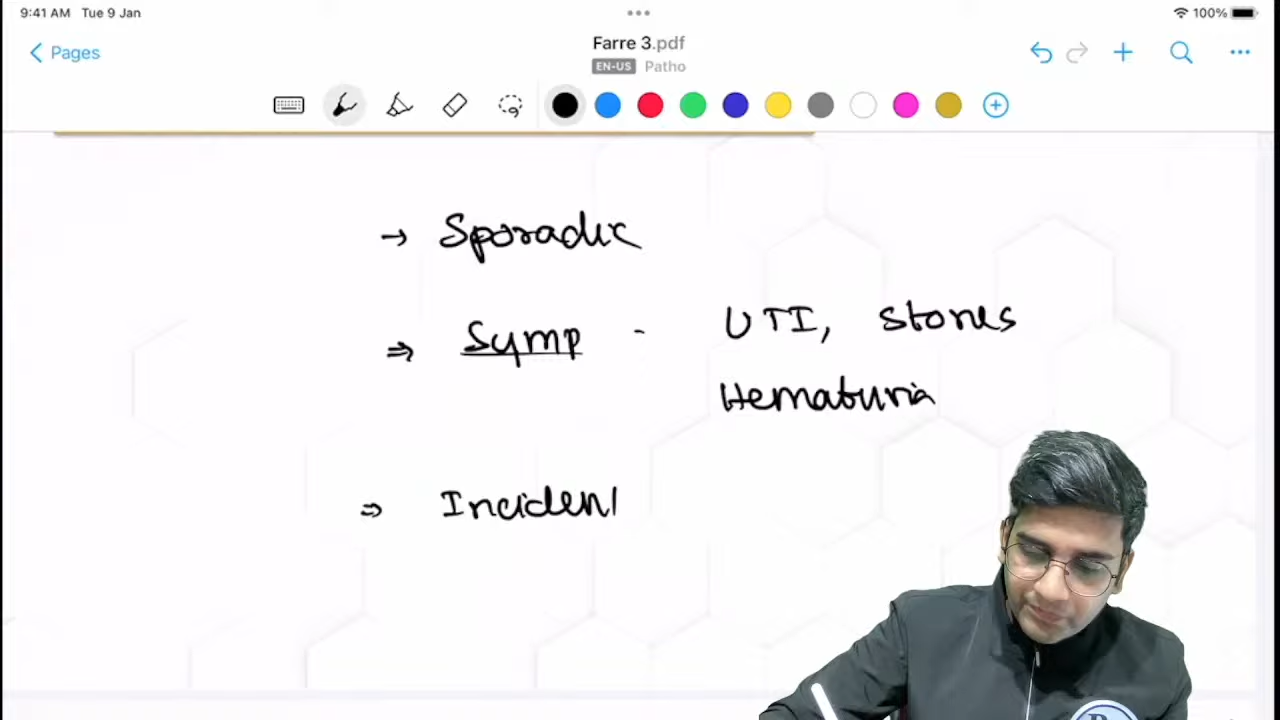 9:41 AM Tue 9 Jan
100%
Pages
Farre 3.pdf
EN-US Patho
→ Sporadic
⇒ Symp - UTI, Stones
Hematuria
⇒ Incident